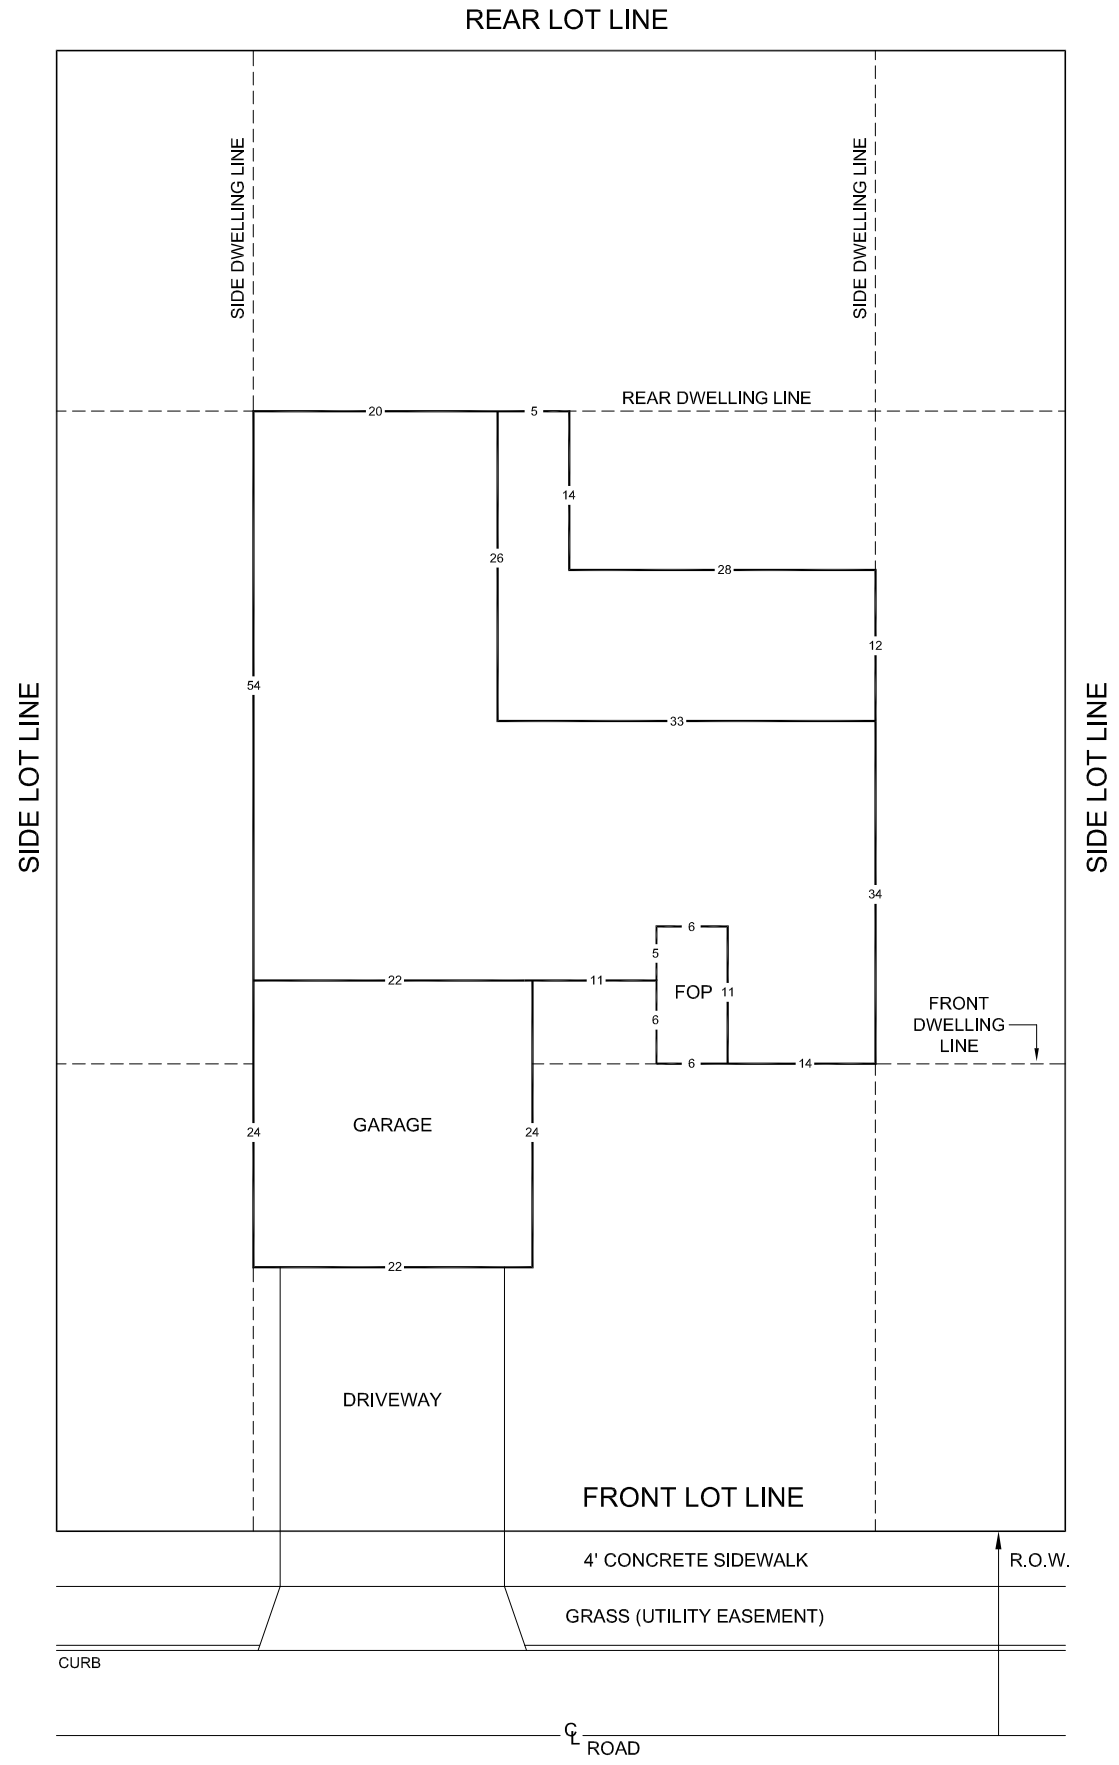 REAR LOT LINE
SIDE DWELLING LINE
SIDE DWELLING LINE
REAR DWELLING LINE
20
5
14
26
28
12
54
33
SIDE LOT LINE
SIDE LOT LINE
34
6
5
22
11
FOP
11
6
FRONT
DWELLING
LINE
6
14
GARAGE
24
24
22
DRIVEWAY
FRONT LOT LINE
4' CONCRETE SIDEWALK
R.O.W.
GRASS (UTILITY EASEMENT)
CURB
CL
ROAD